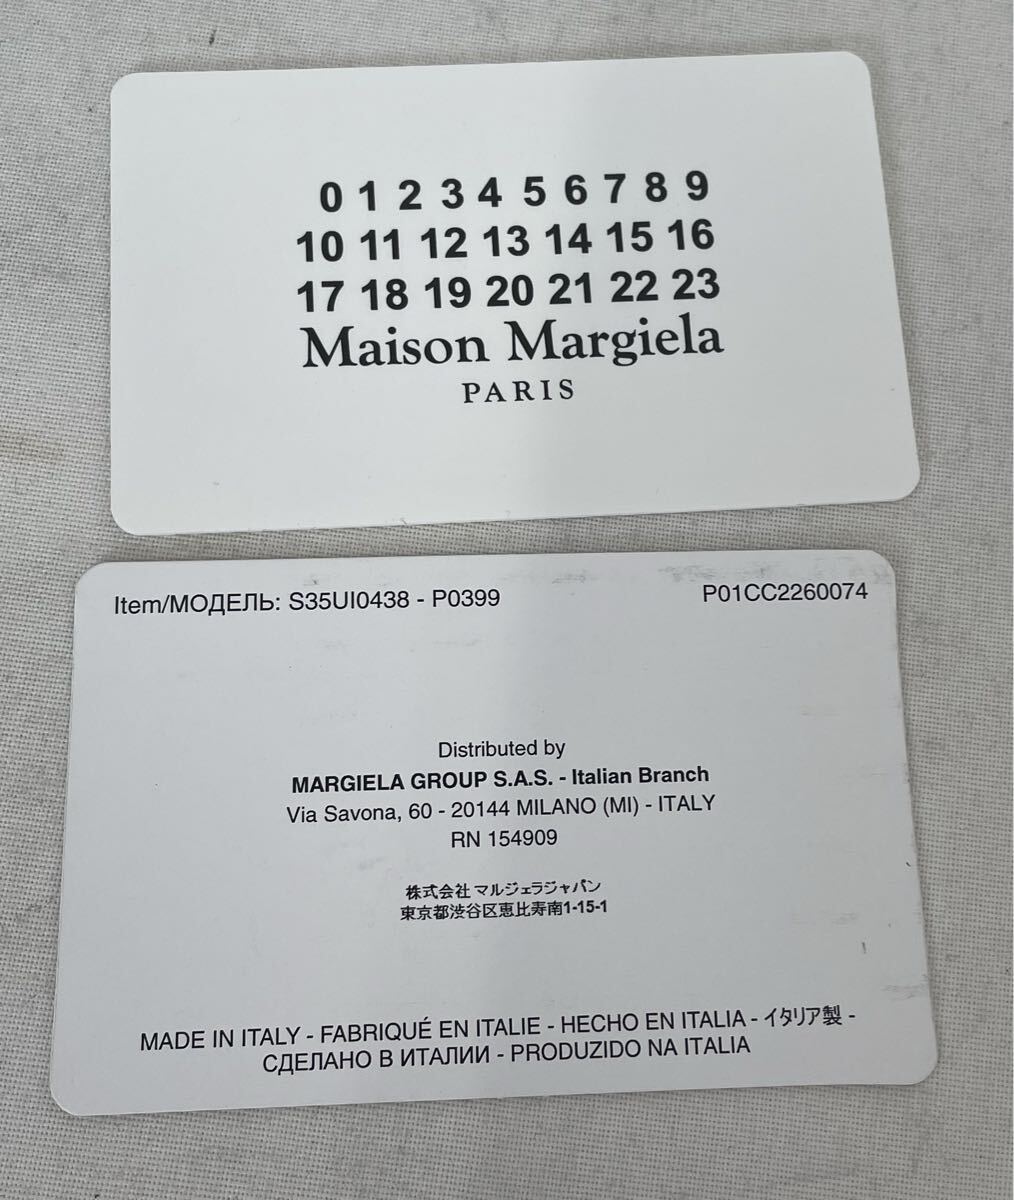 0 1 2 3 4 5 6 7 8 9
10 11 12 13 14 15 16
17 18 19 20 21 22 23
Maison Margiela
PARIS
Item/МОДЕЛЬ: S35UI0438 - P0399
P01CC2260074
Distributed by
MARGIELA GROUP S.A.S. - Italian Branch
Via Savona, 60 - 20144 MILANO (MI) - ITALY
RN 154909
株式会社 マルジェラジャパン
東京都渋谷区恵比寿南1-15-1
MADE IN ITALY - FABRIQUÉ EN ITALIE - HECHO EN ITALIA - イタリア製 -
СДЕЛАНО В ИТАЛИИ - PRODUZIDO NA ITALIA